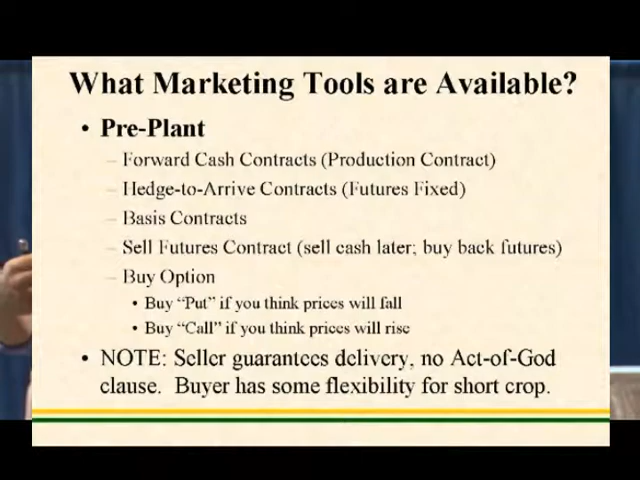 What Marketing Tools are Available?
• Pre-Plant
– Forward Cash Contracts (Production Contract)
– Hedge-to-Arrive Contracts (Futures Fixed)
– Basis Contracts
– Sell Futures Contract (sell cash later; buy back futures)
– Buy Option
• Buy “Put” if you think prices will fall
• Buy “Call” if you think prices will rise
• NOTE: Seller guarantees delivery, no Act-of-God
clause. Buyer has some flexibility for short crop.